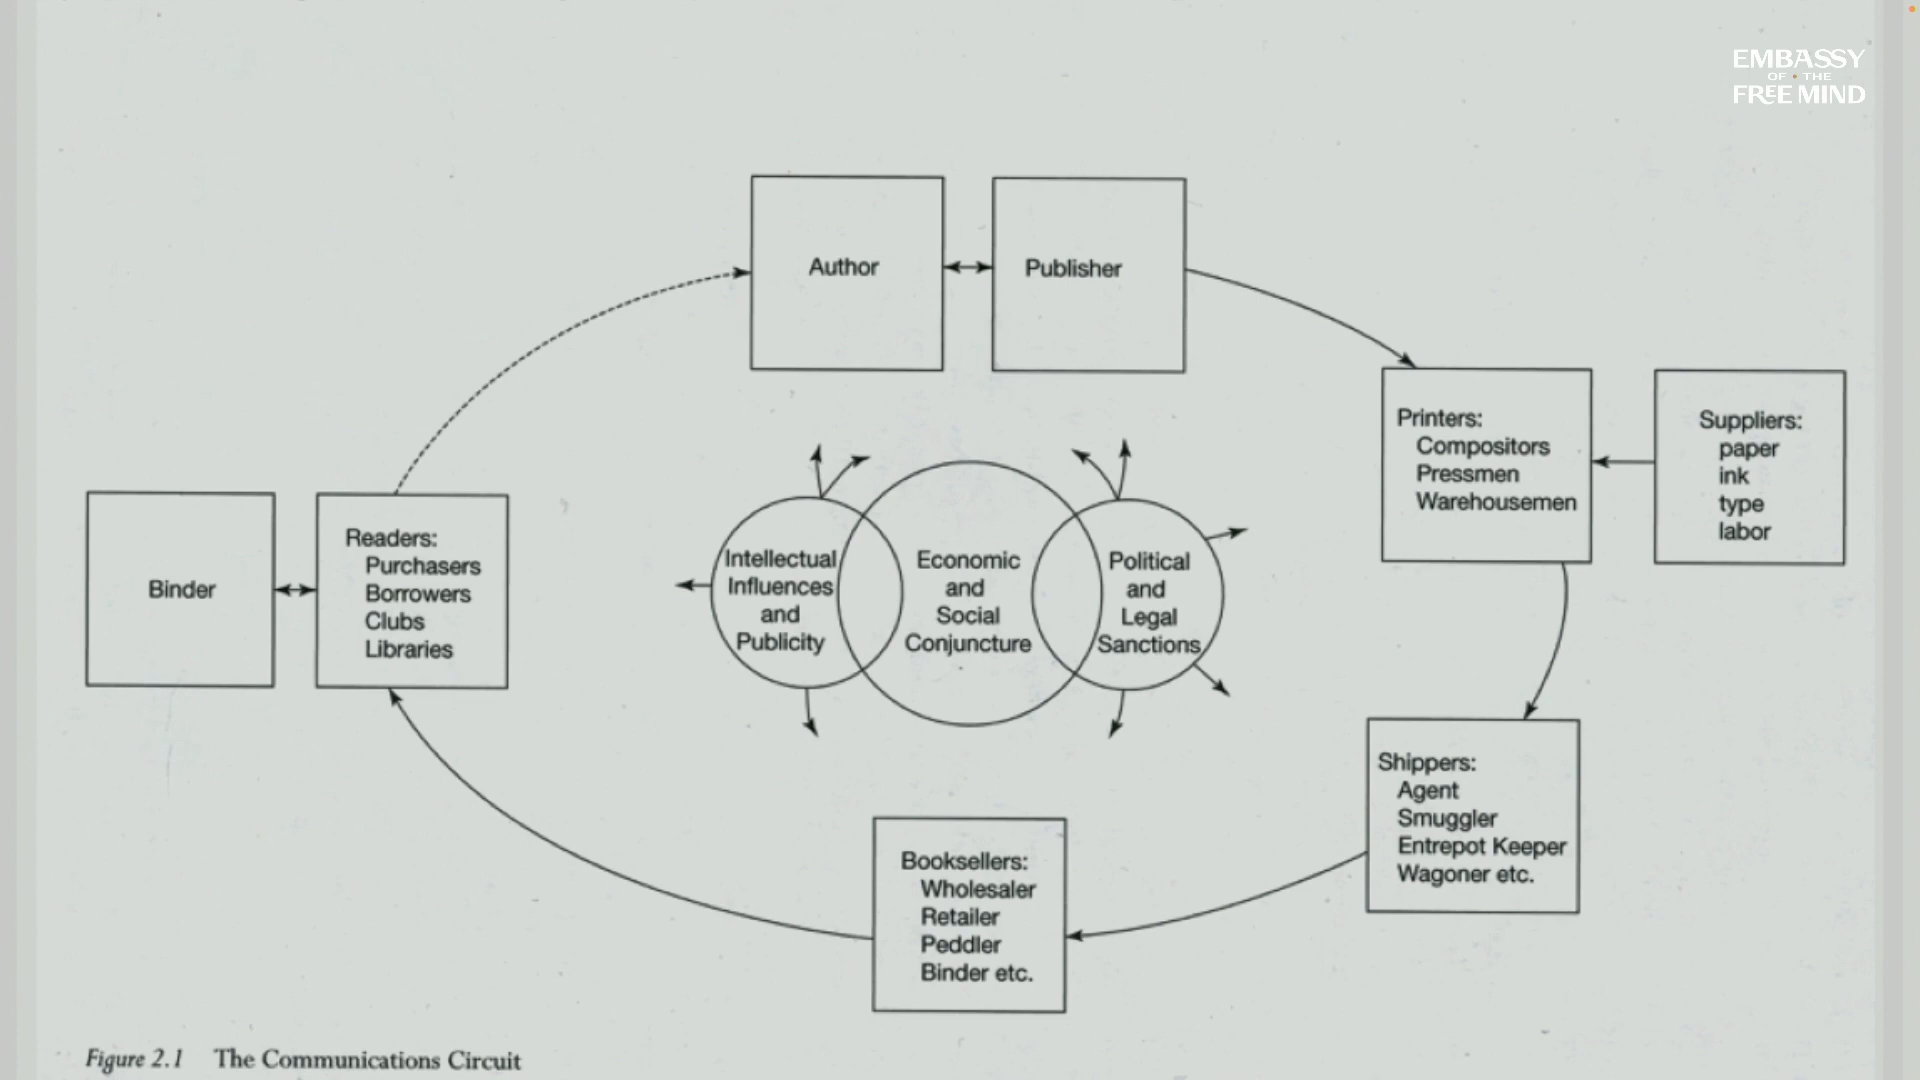 EMBASSY
OF THE
FREE MIND
Author
Publisher
Printers:
Compositors
Pressmen
Warehousemen
Suppliers:
paper
ink
type
labor
Binder
Readers:
Purchasers
Borrowers
Clubs
Libraries
Intellectual
Influences
and
Publicity
Economic
and
Social
Conjuncture
Political
and
Legal
Sanctions
Shippers:
Agent
Smuggler
Entrepot Keeper
Wagoner etc.
Booksellers:
Wholesaler
Retailer
Peddler
Binder etc.
Figure 2.1 The Communications Circuit